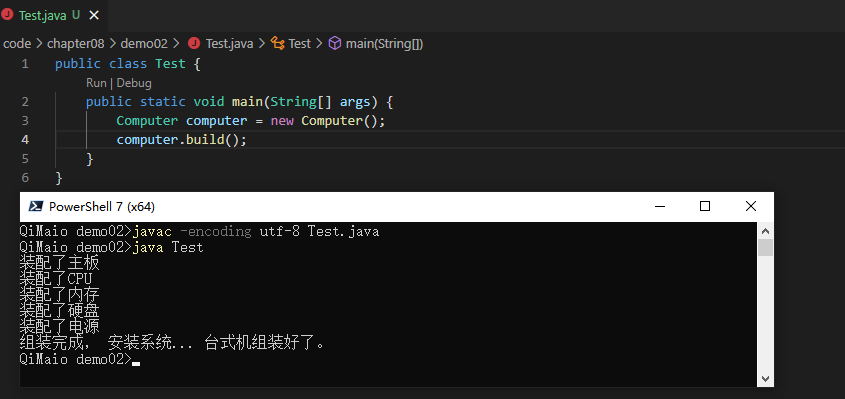 Test.java U
code > chapter08 > demo02 > Test.java > Test > main(String[])
1 public class Test {
Run | Debug
2 public static void main(String[] args) {
3 Computer computer = new Computer();
4 computer.build();
5 }
6 }
PowerShell 7 (x64)
QiMaio demo02>javac -encoding utf-8 Test.java
QiMaio demo02>java Test
装配了主板
装配了CPU
装配了内存
装配了硬盘
装配了电源
组装完成， 安装系统... 台式机组装好了。
QiMaio demo02>